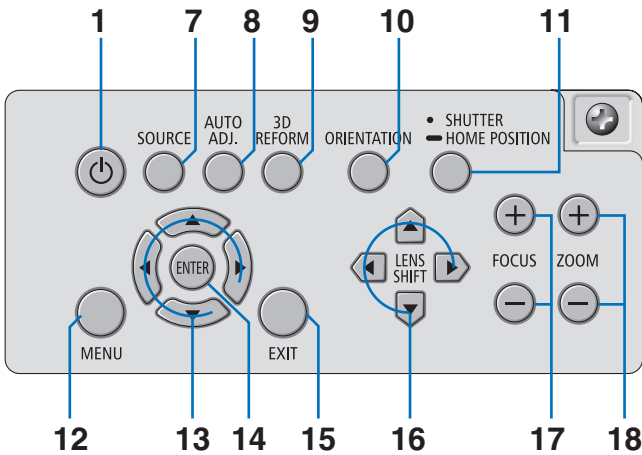 1 7 8 9 10 11
SOURCE
AUTO
ADJ.
3D
REFORM
ORIENTATION
• SHUTTER
━ HOME POSITION
ENTER
MENU
EXIT
LENS
SHIFT
FOCUS
ZOOM
12 13 14 15 16 17 18